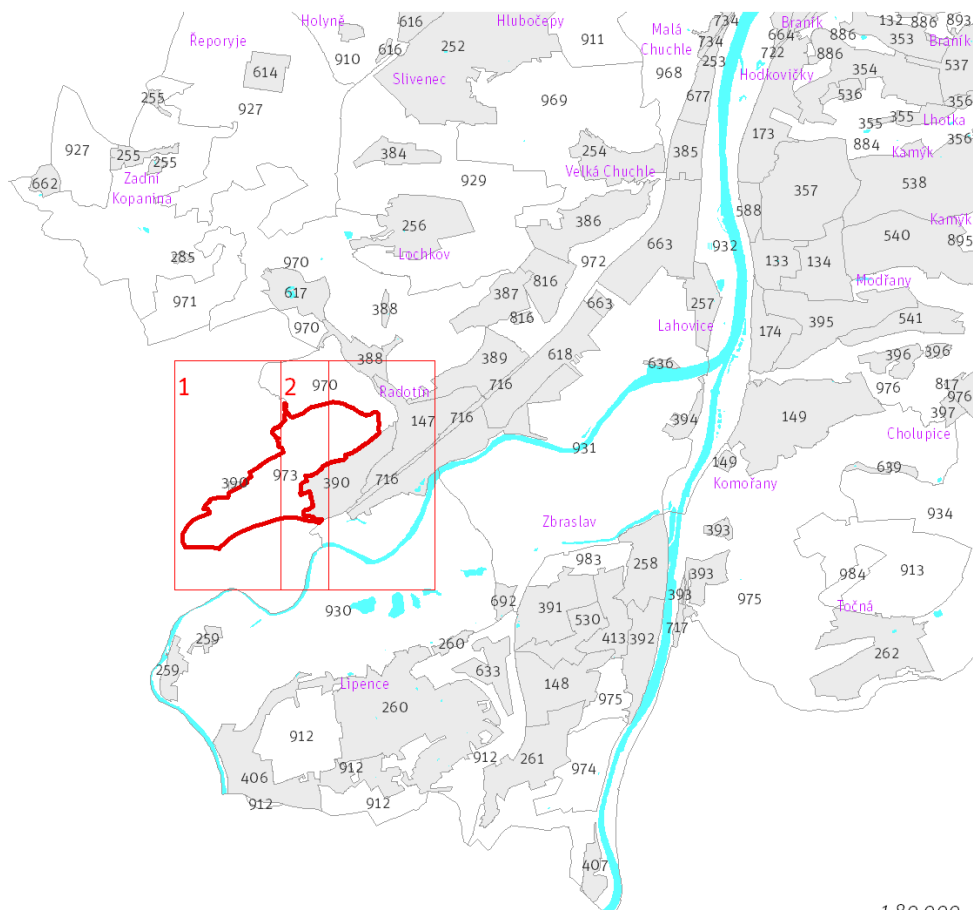 Holyně 616 Hlubočepy Malá Chuchle 734 Braník 132 886 893
Řeporyje 616 252 911 734 664 886 353 Braník
910 Slivenec 968 253 722 886 537
614 Hodkovičky 354
255 927 969 677 536 356
355 355 Lhotka
927 255 255 384 254 385 173 884 Kamýk 356
662 Zadní Kopanina 929 Velká Chuchle 357 538
256 386 588 Kamýk
Lochkov 663 932 540 895
285 970 972 133 134
971 617 387 816 Modřany
388 816 663 257 395 541
970 Lahovice 174
388 389 618 636 396 396
1 2 970 716 976 817
Radotín 394 149 976
147 716 397
931 Cholupice
390 973 390 716 149 639
Komořany
Zbraslav 393 934
983 258
393 984 913
692 391 393 975
930 530 Točná
259 413 392 717
260 262
259 633
Lipence 148
260 975
912 912 261
912 974
406
912 912
407
1:80 000